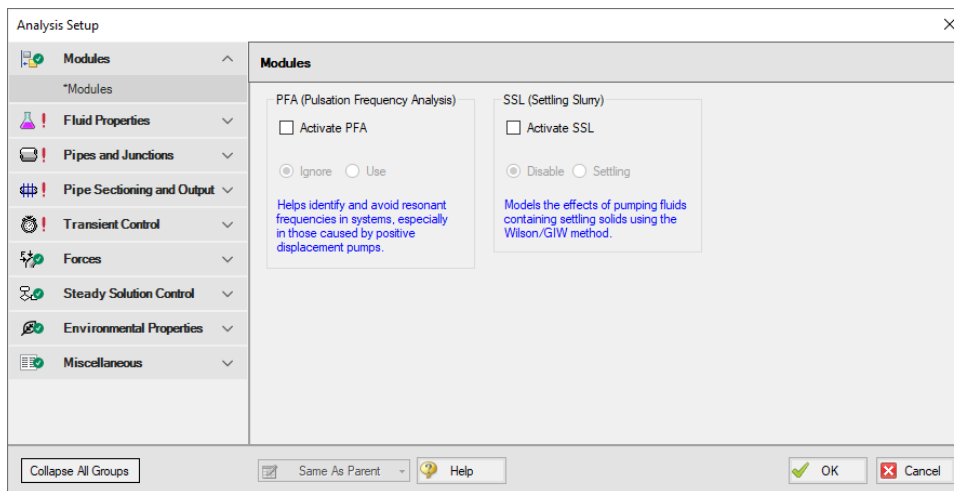 Analysis Setup
Modules
*Modules
Fluid Properties
Pipes and Junctions
Pipe Sectioning and Output
Transient Control
Forces
Steady Solution Control
Environmental Properties
Miscellaneous
Collapse All Groups
Modules
PFA (Pulsation Frequency Analysis)
Activate PFA
Ignore Use
Helps identify and avoid resonant
frequencies in systems, especially
in those caused by positive
displacement pumps.
SSL (Settling Slurry)
Activate SSL
Disable Settling
Models the effects of pumping fluids
containing settling solids using the
Wilson/GIW method.
Same As Parent
Help
OK
Cancel